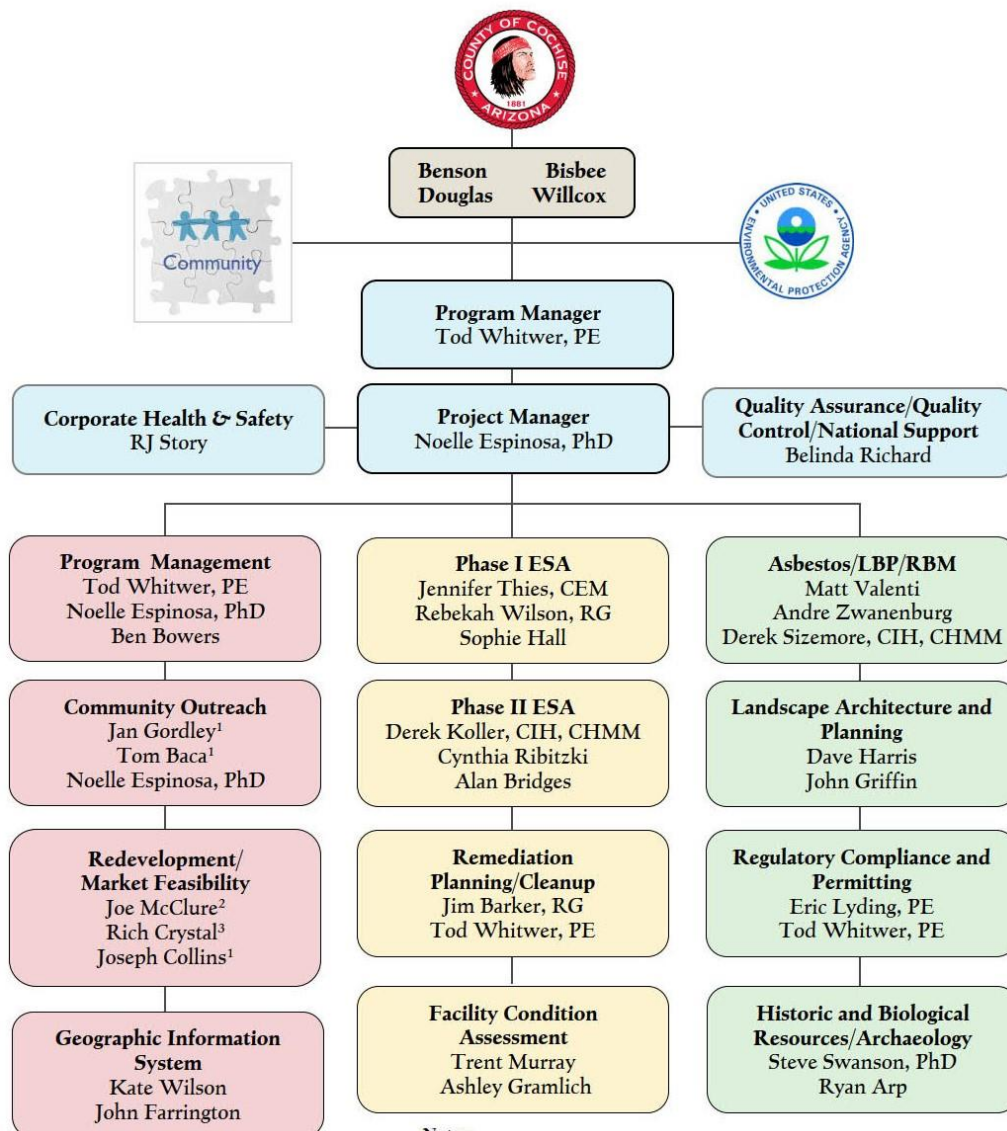 COUNTY OF COCHISE
1881
ARIZONA
Benson Bisbee
Douglas Willcox
Community
UNITED STATES
ENVIRONMENTAL PROTECTION AGENCY
Program Manager
Tod Whitwer, PE
Corporate Health & Safety
RJ Story
Project Manager
Noelle Espinosa, PhD
Quality Assurance/Quality
Control/National Support
Belinda Richard
Program Management
Tod Whitwer, PE
Noelle Espinosa, PhD
Ben Bowers
Phase I ESA
Jennifer Thies, CEM
Rebekah Wilson, RG
Sophie Hall
Asbestos/LBP/RBM
Matt Valenti
Andre Zwanenburg
Derek Sizemore, CIH, CHMM
Community Outreach
Jan Gordley¹
Tom Baca¹
Noelle Espinosa, PhD
Phase II ESA
Derek Koller, CIH, CHMM
Cynthia Ribitzki
Alan Bridges
Landscape Architecture and
Planning
Dave Harris
John Griffin
Redevelopment/
Market Feasibility
Joe McClure²
Rich Crystal³
Joseph Collins¹
Remediation
Planning/Cleanup
Jim Barker, RG
Tod Whitwer, PE
Regulatory Compliance and
Permitting
Eric Lyding, PE
Tod Whitwer, PE
Geographic Information
System
Kate Wilson
John Farrington
Facility Condition
Assessment
Trent Murray
Ashley Gramlich
Historic and Biological
Resources/Archaeology
Steve Swanson, PhD
Ryan Arp